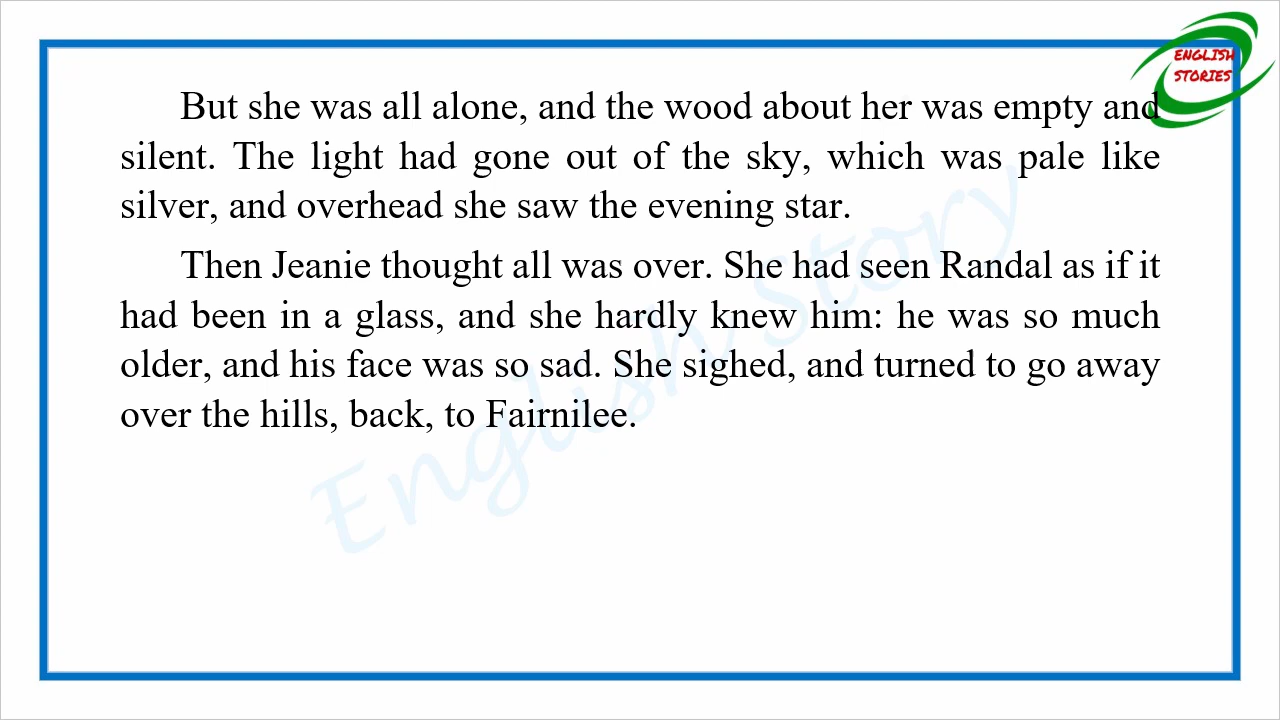 ENGLISH
STORIES
But she was all alone, and the wood about her was empty and
silent. The light had gone out of the sky, which was pale like
silver, and overhead she saw the evening star.
Then Jeanie thought all was over. She had seen Randal as if it
had been in a glass, and she hardly knew him: he was so much
older, and his face was so sad. She sighed, and turned to go away
over the hills, back, to Fairnilee.
English Story